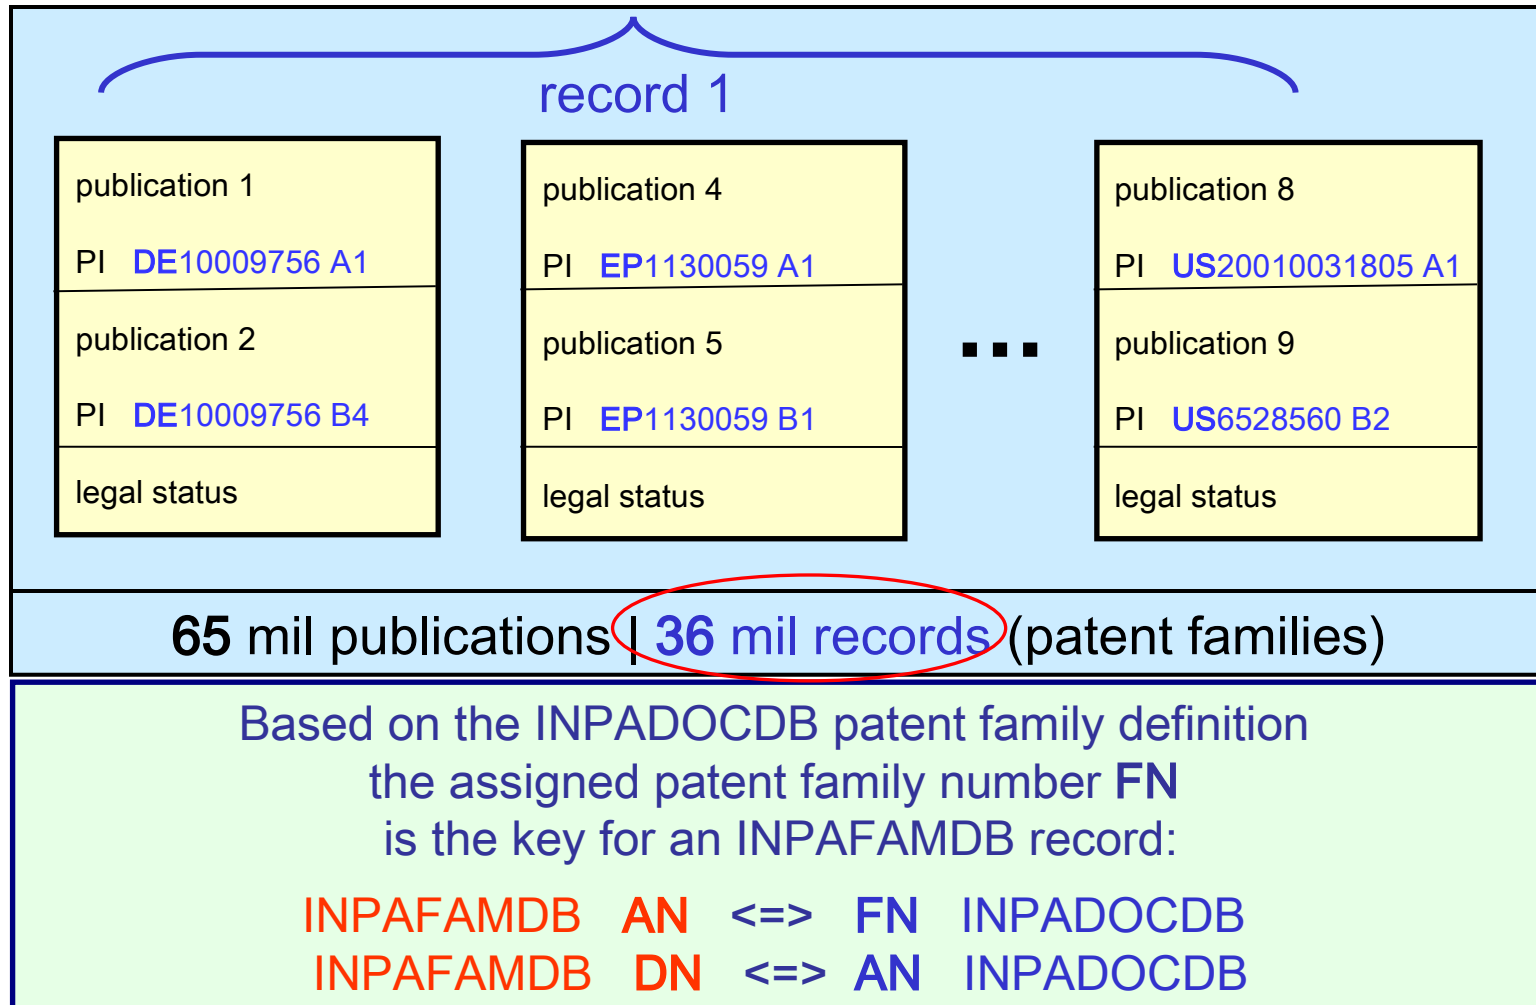 record 1
publication 1
PI DE10009756 A1
publication 2
PI DE10009756 B4
legal status
publication 4
PI EP1130059 A1
publication 5
PI EP1130059 B1
legal status
...
publication 8
PI US20010031805 A1
publication 9
PI US6528560 B2
legal status
65 mil publications | 36 mil records (patent families)
Based on the INPADOCDB patent family definition
the assigned patent family number FN
is the key for an INPAFAMDB record:
INPAFAMDB AN <=> FN INPADOCDB
INPAFAMDB DN <=> AN INPADOCDB